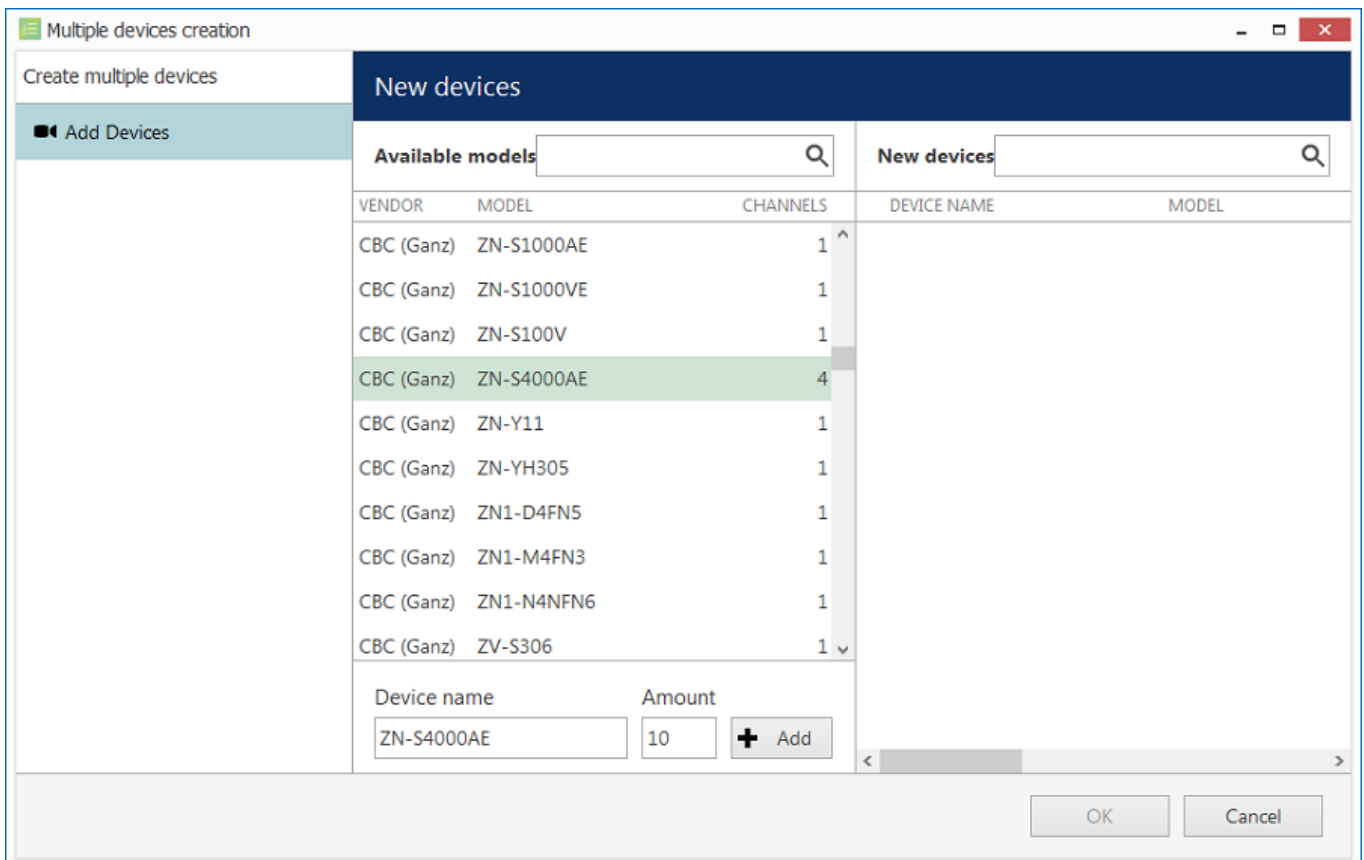 Multiple devices creation
Create multiple devices
Add Devices
New devices
Available models
New devices
VENDOR MODEL CHANNELS
DEVICE NAME MODEL
CBC (Ganz) ZN-S1000AE 1
CBC (Ganz) ZN-S1000VE 1
CBC (Ganz) ZN-S100V 1
CBC (Ganz) ZN-S4000AE 4
CBC (Ganz) ZN-Y11 1
CBC (Ganz) ZN-YH305 1
CBC (Ganz) ZN1-D4FN5 1
CBC (Ganz) ZN1-M4FN3 1
CBC (Ganz) ZN1-N4NFN6 1
CBC (Ganz) ZV-S306 1
Device name Amount
ZN-S4000AE 10 Add
OK Cancel